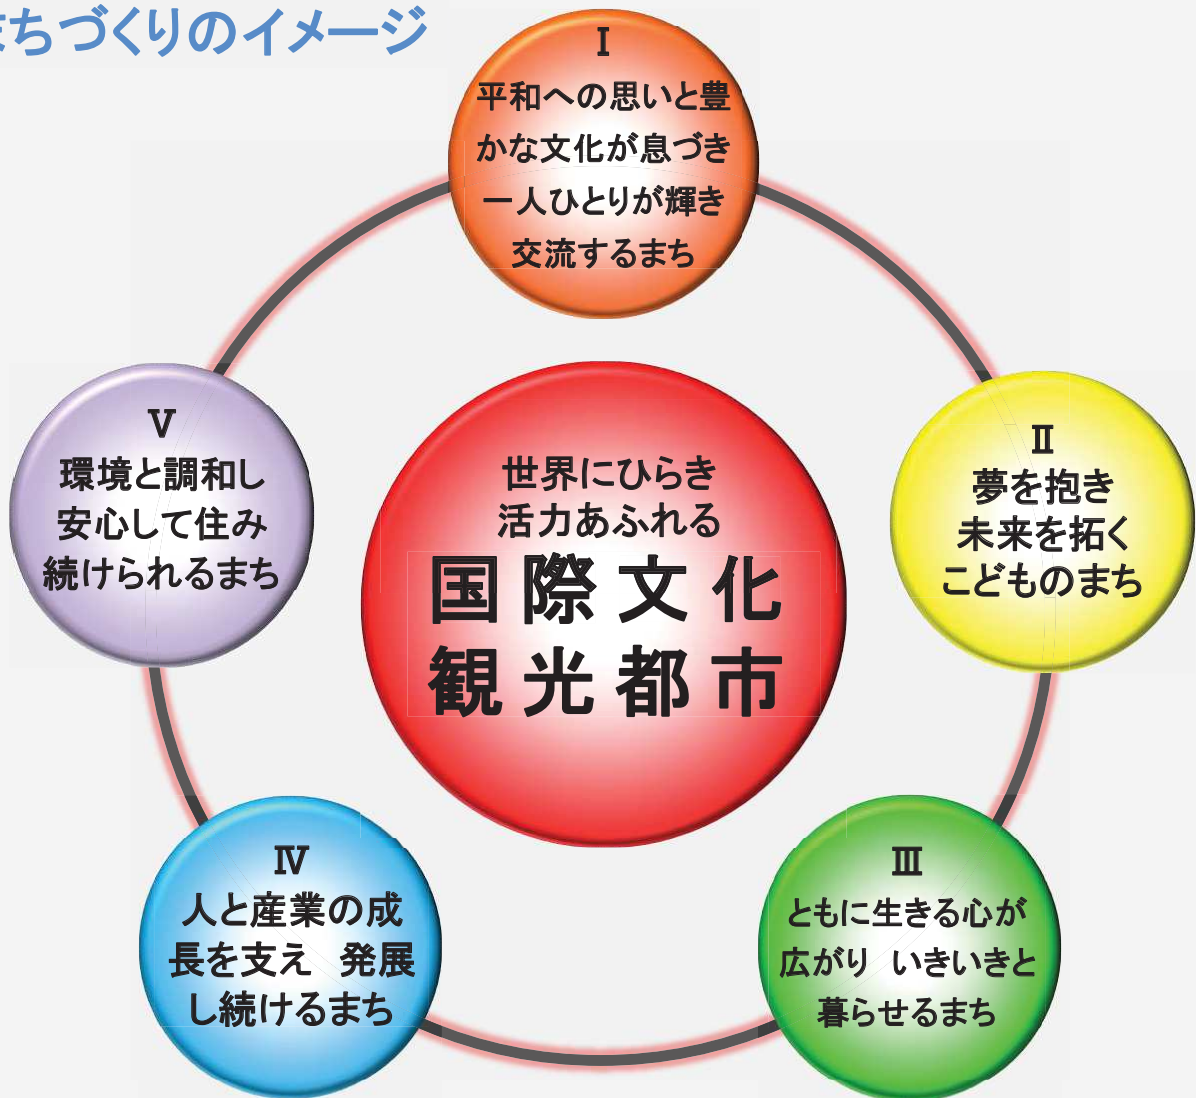 まちづくりのイメージ
Ⅰ
平和への思いと豊
かな文化が息づき
一人ひとりが輝き
交流するまち
Ⅱ
夢を抱き
未来を拓く
こどものまち
Ⅲ
ともに生きる心が
広がり　いきいきと
暮らせるまち
Ⅳ
人と産業の成
長を支え　発展
し続けるまち
Ⅴ
環境と調和し
安心して住み
続けられるまち
世界にひらき
活力あふれる
国際文化
観光都市